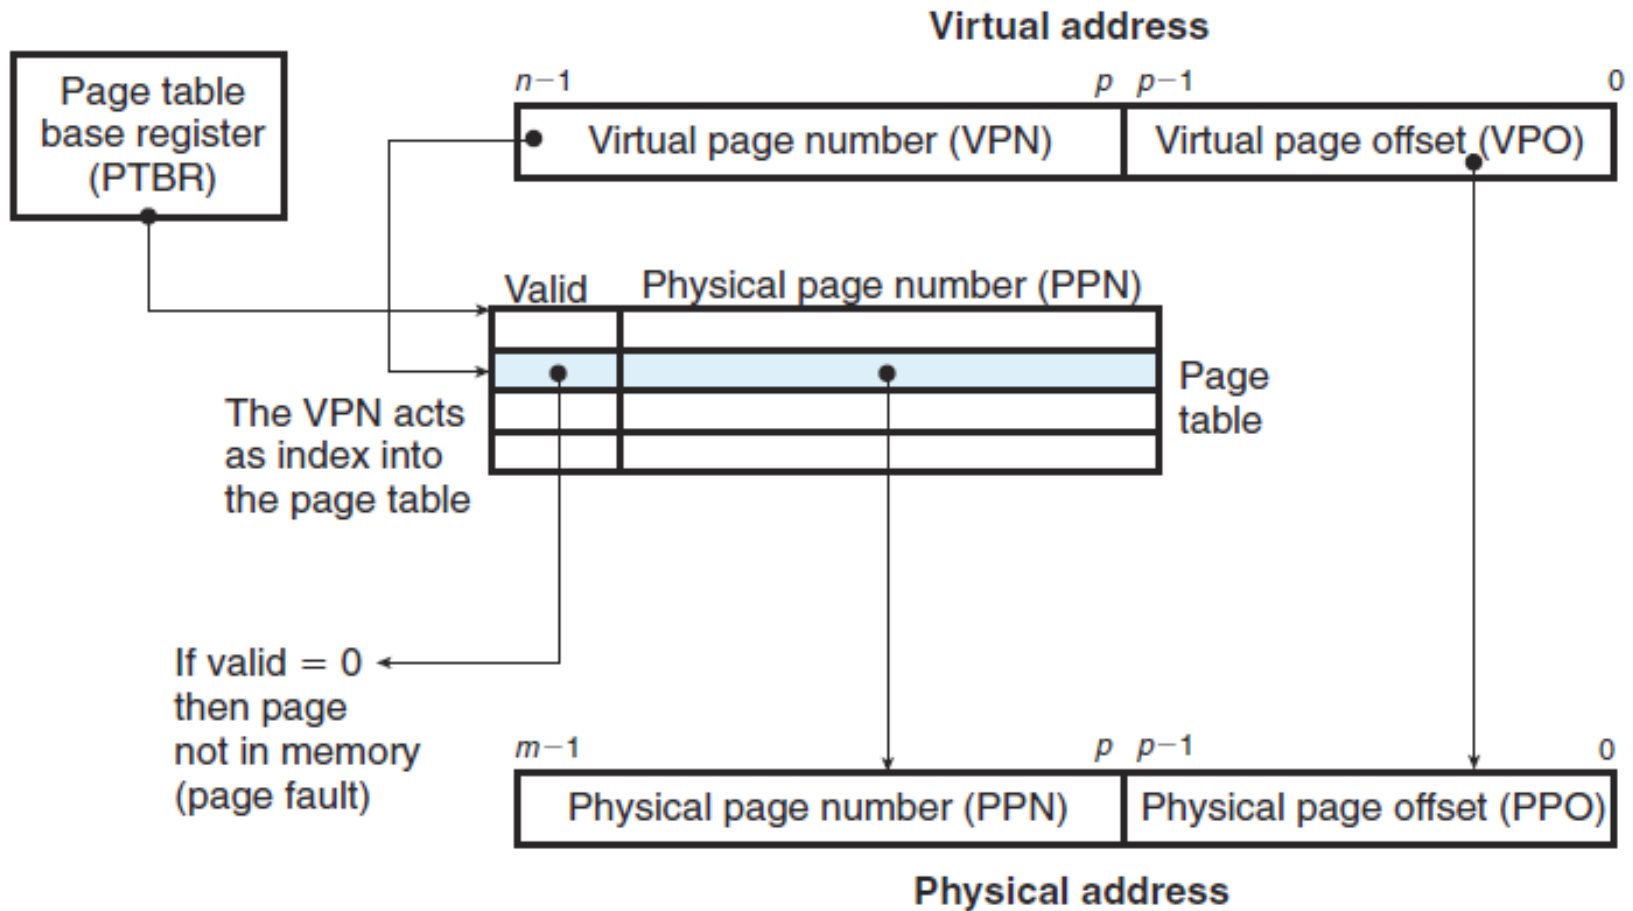 Virtual address
Page table
base register
(PTBR)
n−1
p
p−1
0
Virtual page number (VPN)
Virtual page offset (VPO)
Valid
Physical page number (PPN)
Page
table
The VPN acts
as index into
the page table
If valid = 0
then page
not in memory
(page fault)
m−1
p
p−1
0
Physical page number (PPN)
Physical page offset (PPO)
Physical address